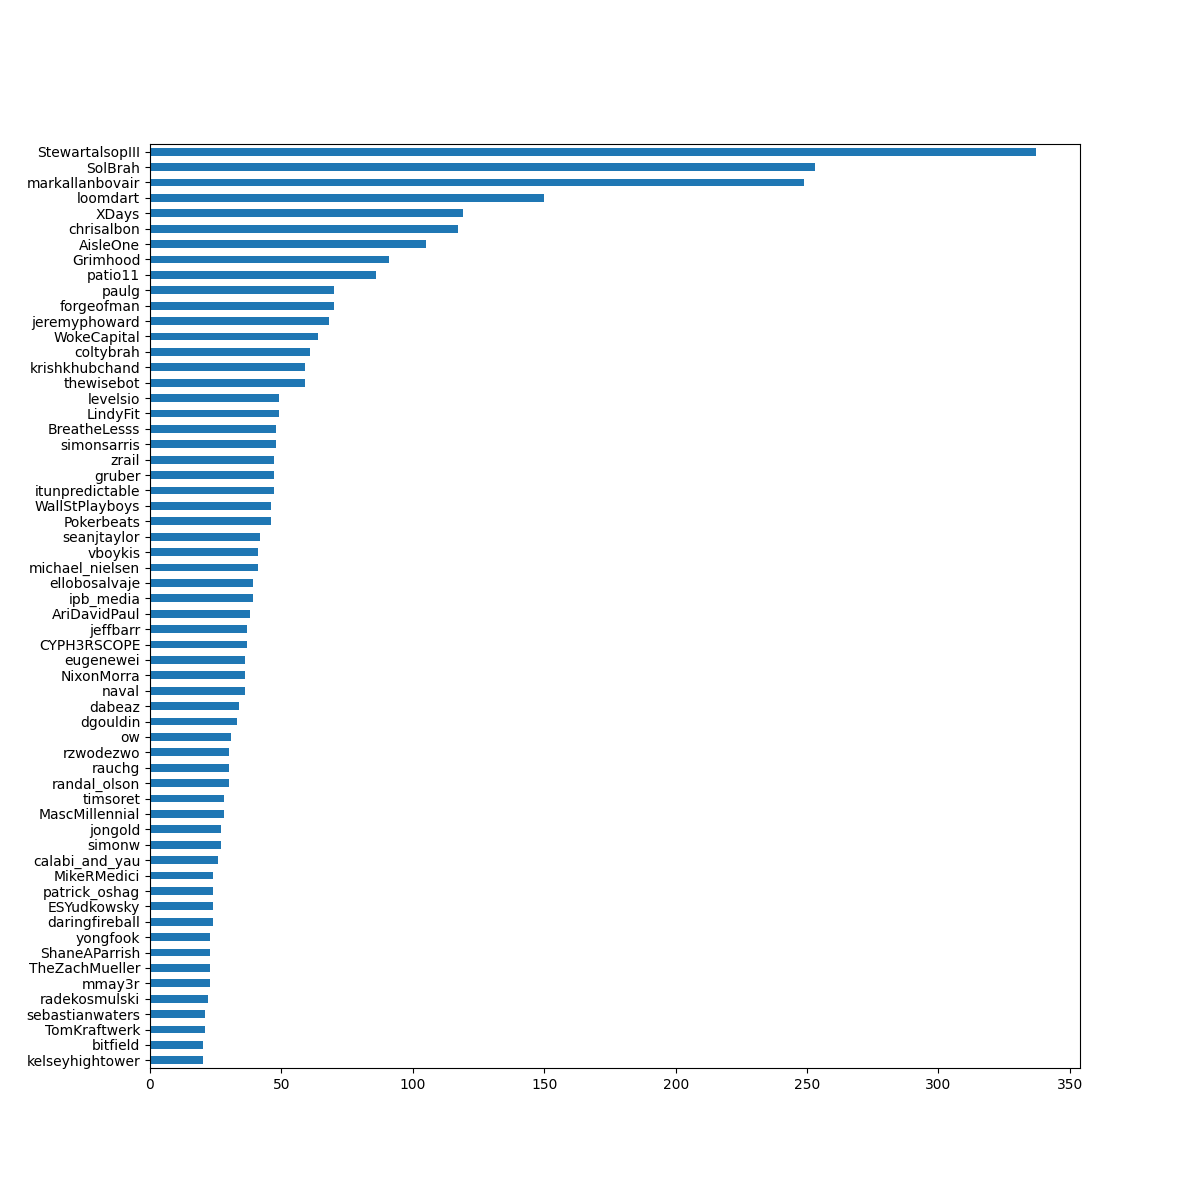 StewartalsopIII
SolBrah
markallanbovair
loomdart
XDays
chrisalbon
AisleOne
Grimhood
patio11
paulg
forgeofman
jeremyphoward
WokeCapital
coltybrah
krishkhubchand
thewisebot
levelsio
LindyFit
BreatheLesss
simonsarris
zrail
gruber
itunpredictable
WallStPlayboys
Pokerbeats
seanjtaylor
vboykis
michael_nielsen
ellobosalvaje
ipb_media
AriDavidPaul
jeffbarr
CYPH3RSCOPE
eugenewei
NixonMorra
naval
dabeaz
dgouldin
ow
rzwodezwo
rauchg
randal_olson
timsoret
MascMillennial
jongold
simonw
calabi_and_yau
MikeRMedici
patrick_oshag
ESYudkowsky
daringfireball
yongfook
ShaneAParrish
TheZachMueller
mmay3r
radekosmulski
sebastianwaters
TomKraftwerk
bitfield
kelseyhightower
0 50 100 150 200 250 300 350